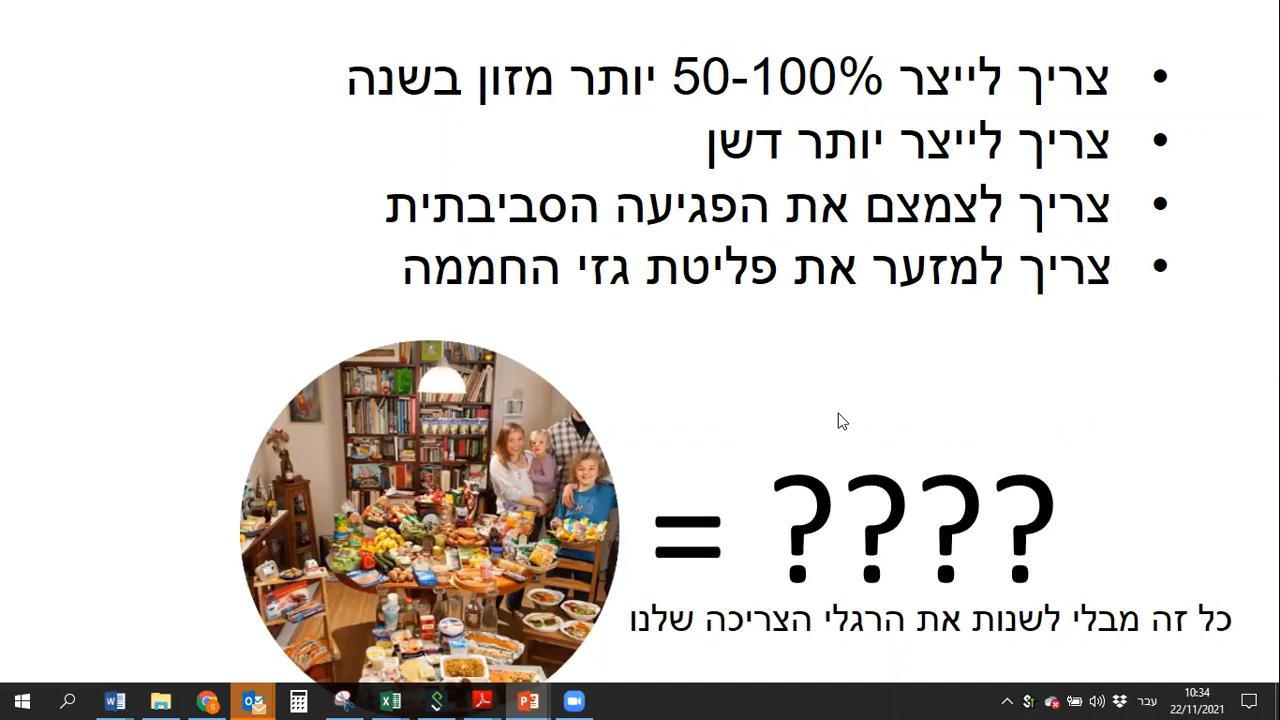 • צריך לייצר 50-100% יותר מזון בשנה
• צריך לייצר יותר דשן
• צריך לצמצם את הפגיעה הסביבתית
• צריך למזער את פליטת גזי החממה
= ????
כל זה מבלי לשנות את הרגלי הצריכה שלנו
עבר
10:34
22/11/2021